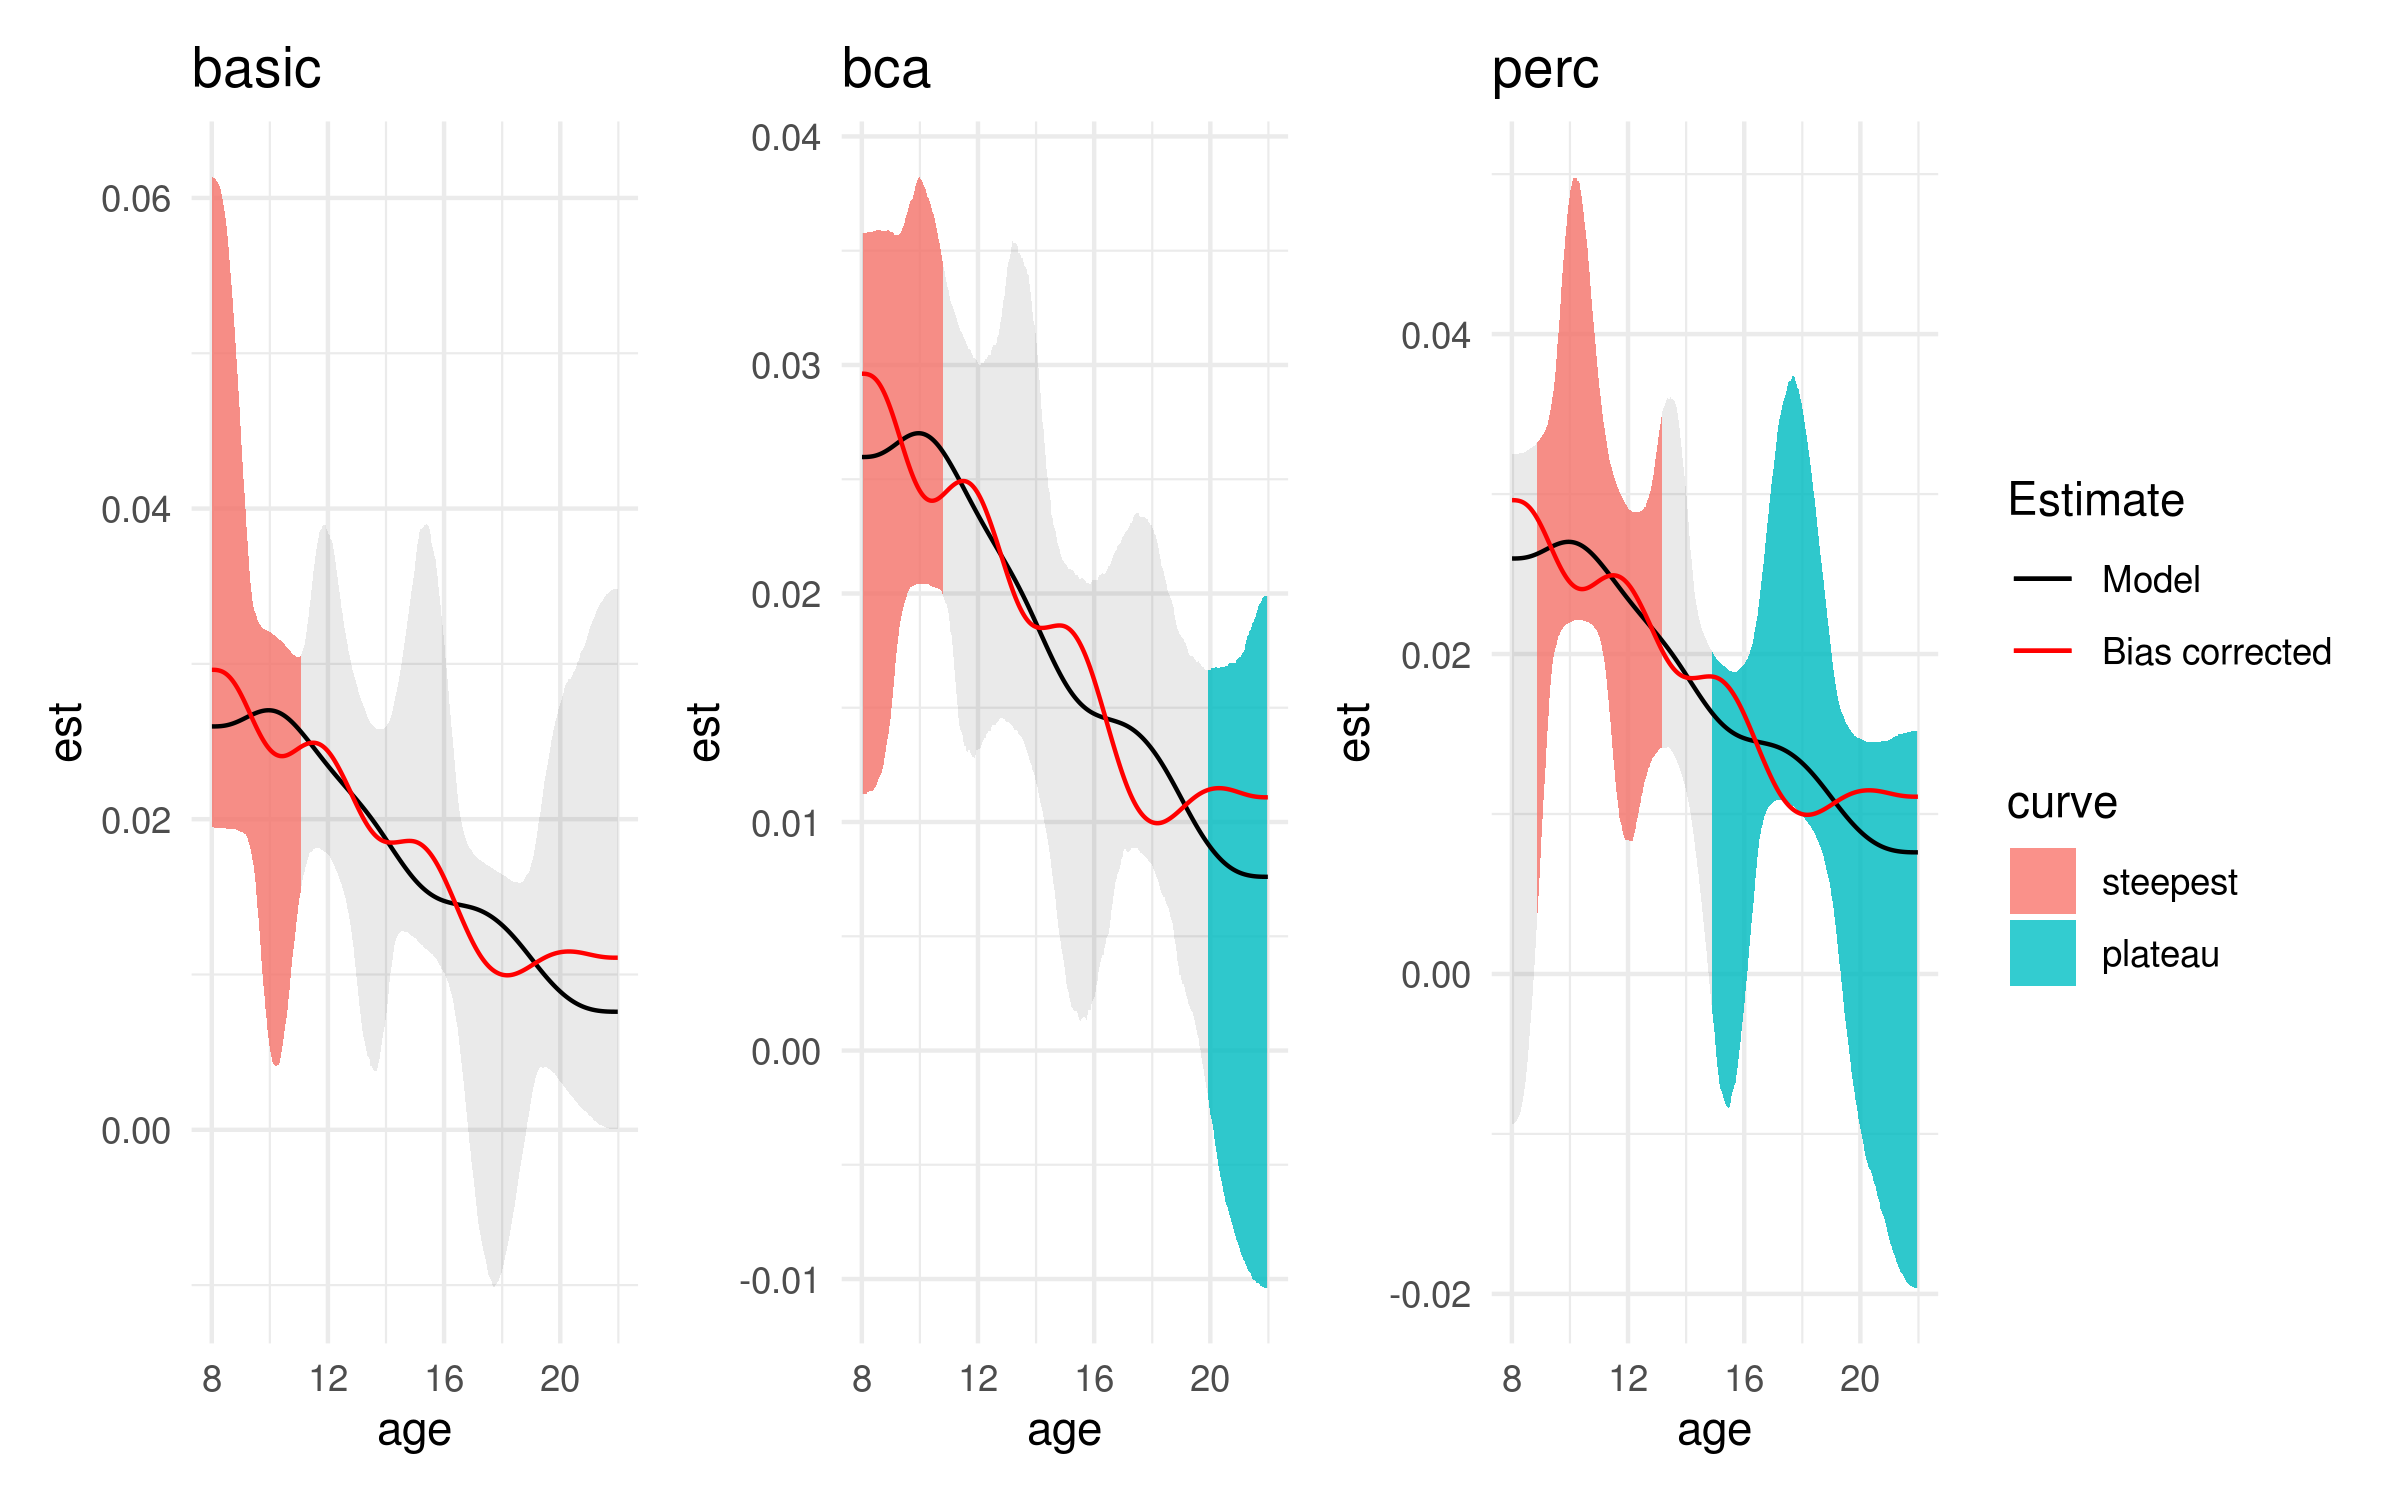 basic
0.06
0.04
0.02
0.00
est
8 12 16 20
age
bca
0.04
0.03
0.02
0.01
0.00
-0.01
est
8 12 16 20
age
perc
0.04
0.02
0.00
-0.02
est
8 12 16 20
age
Estimate
Model
Bias corrected
curve
steepest
plateau